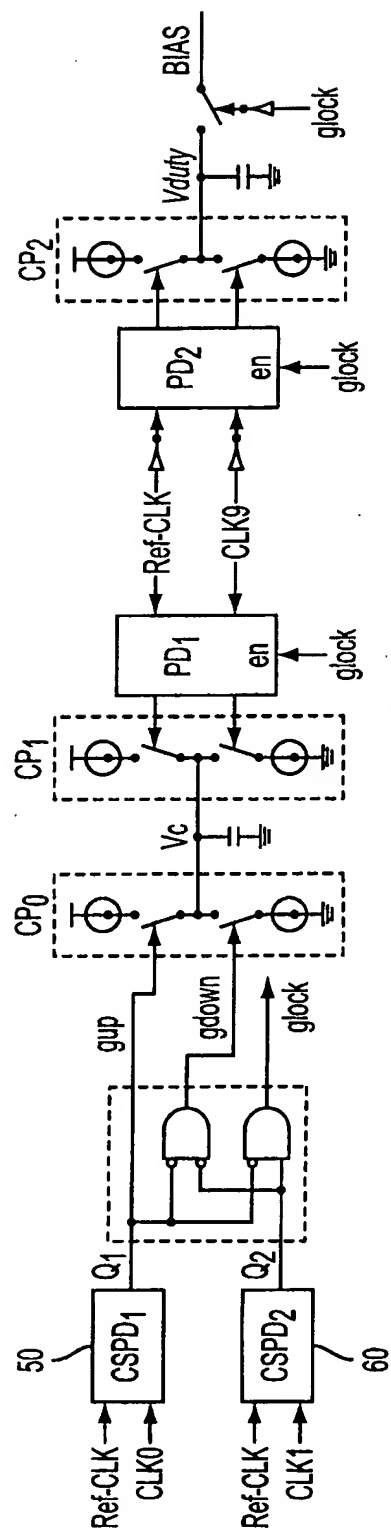 50
Ref-CLK
CLK0
CSPD1
Q1
Ref-CLK
CLK1
CSPD2
60
Q2
gup
gdown
glock
CP0
Vc
CP1
PD1
en
glock
Ref-CLK
CLK9
PD2
en
glock
CP2
Vduty
BIAS
glock